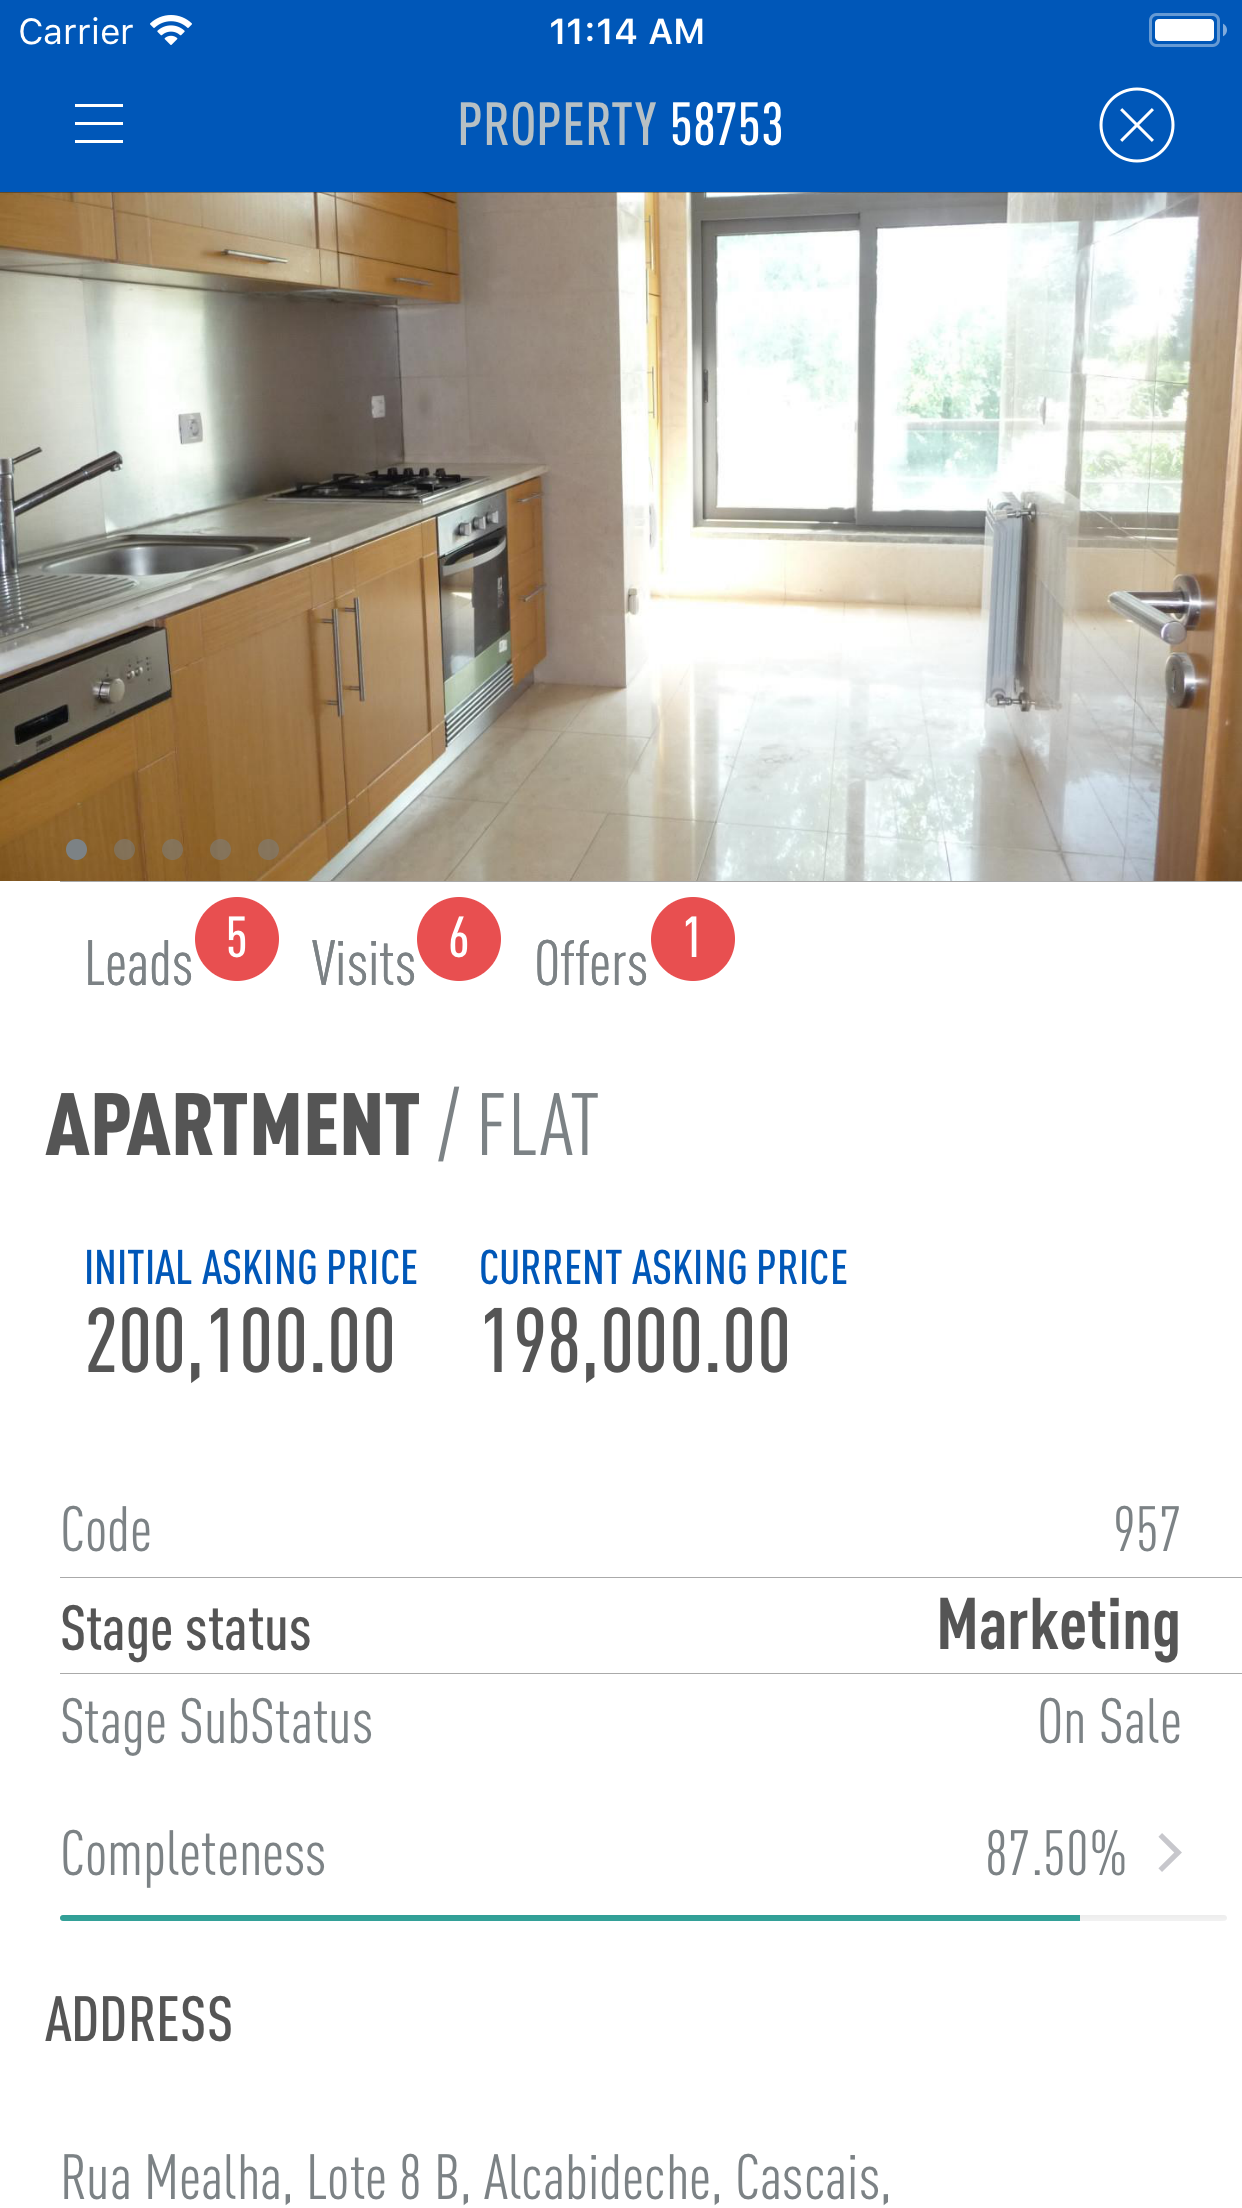 Carrier 11:14 AM
PROPERTY 58753
Leads 5 Visits 6 Offers 1
APARTMENT / FLAT
INITIAL ASKING PRICE CURRENT ASKING PRICE
200,100.00 198,000.00
Code 957
Stage status Marketing
Stage SubStatus On Sale
Completeness 87.50%
ADDRESS
Rua Mealha, Lote 8 B, Alcabideche, Cascais,